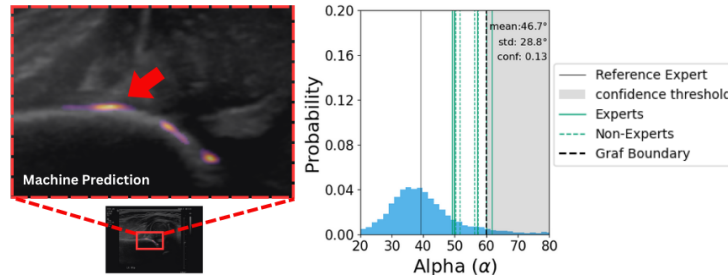 Machine Prediction
0.20
0.16
0.12
0.08
0.04
0.00
Probability
mean:46.7°
std: 28.8°
conf: 0.13
20 30 40 50 60 70 80
Alpha (α)
Reference Expert
confidence threshold
Experts
Non-Experts
Graf Boundary